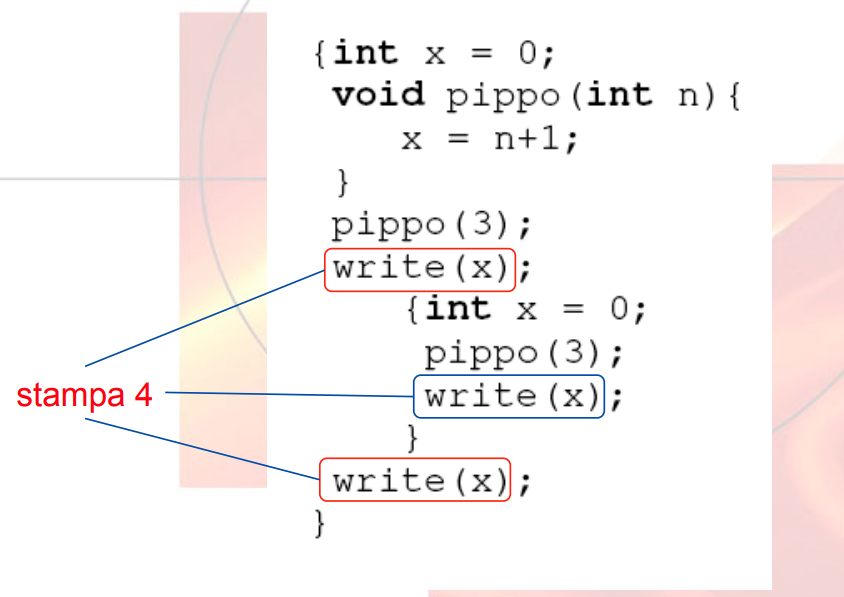 {int x = 0;
void pippo(int n){
x = n+1;
}
pippo(3);
write(x);
{int x = 0;
pippo(3);
stampa 4
write(x);
}
write(x);
}